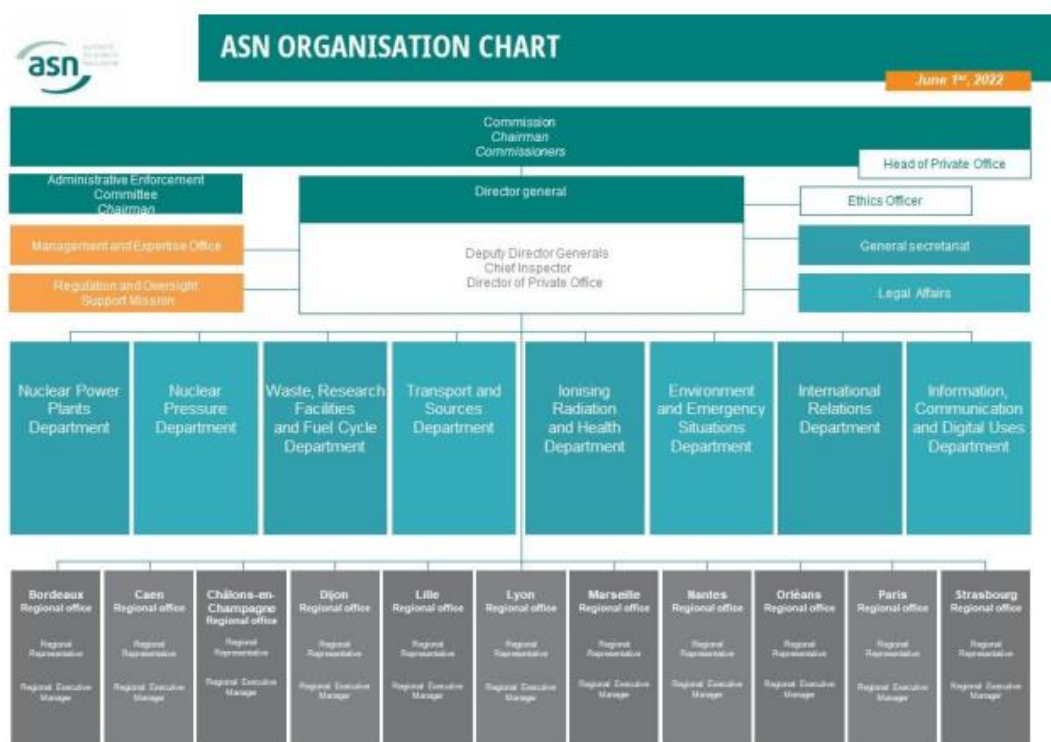 asn
ASN ORGANISATION CHART
June 1st, 2022
Commission
Chairman
Commissioners
Head of Private Office
Administrative Enforcement
Committee
Chairman
Director general
Ethics Officer
Management and Expertise Office
Deputy Director Generals
Chief Inspector
Director of Private Office
General secretariat
Regulation and Oversight
Support Mission
Legal Affairs
Nuclear Power
Plants
Department
Nuclear
Pressure
Department
Waste, Research
Facilities
and Fuel Cycle
Department
Transport and
Sources
Department
Ionising
Radiation
and Health
Department
Environment
and Emergency
Situations
Department
International
Relations
Department
Information,
Communication
and Digital Uses
Department
Bordeaux
Regional office
Regional
Representative
Regional Executive
Manager
Caen
Regional office
Regional
Representative
Regional Executive
Manager
Châlons-en-
Champagne
Regional office
Regional
Representative
Regional Executive
Manager
Dijon
Regional office
Regional
Representative
Regional Executive
Manager
Lille
Regional office
Regional
Representative
Regional Executive
Manager
Lyon
Regional office
Regional
Representative
Regional Executive
Manager
Marseille
Regional office
Regional
Representative
Regional Executive
Manager
Nantes
Regional office
Regional
Representative
Regional Executive
Manager
Orléans
Regional office
Regional
Representative
Regional Executive
Manager
Paris
Regional office
Regional
Representative
Regional Executive
Manager
Strasbourg
Regional office
Regional
Representative
Regional Executive
Manager